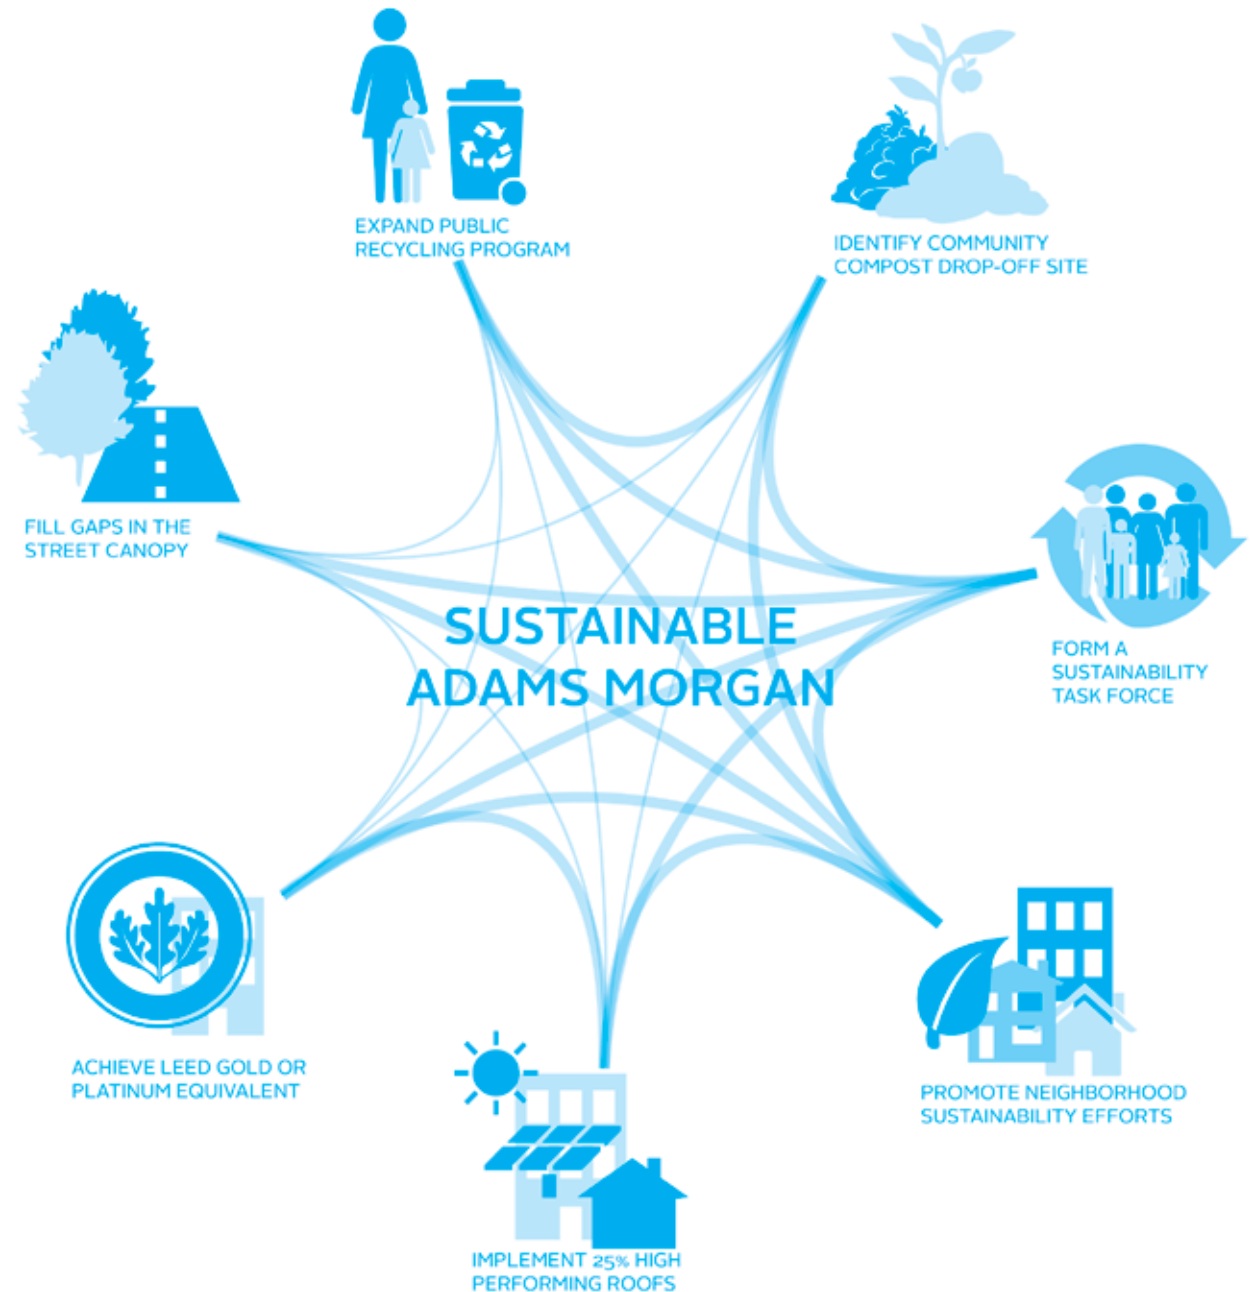 EXPAND PUBLIC
RECYCLING PROGRAM
IDENTIFY COMMUNITY
COMPOST DROP-OFF SITE
FILL GAPS IN THE
STREET CANOPY
SUSTAINABLE
ADAMS MORGAN
FORM A
SUSTAINABILITY
TASK FORCE
ACHIEVE LEED GOLD OR
PLATINUM EQUIVALENT
PROMOTE NEIGHBORHOOD
SUSTAINABILITY EFFORTS
IMPLEMENT 25% HIGH
PERFORMING ROOFS